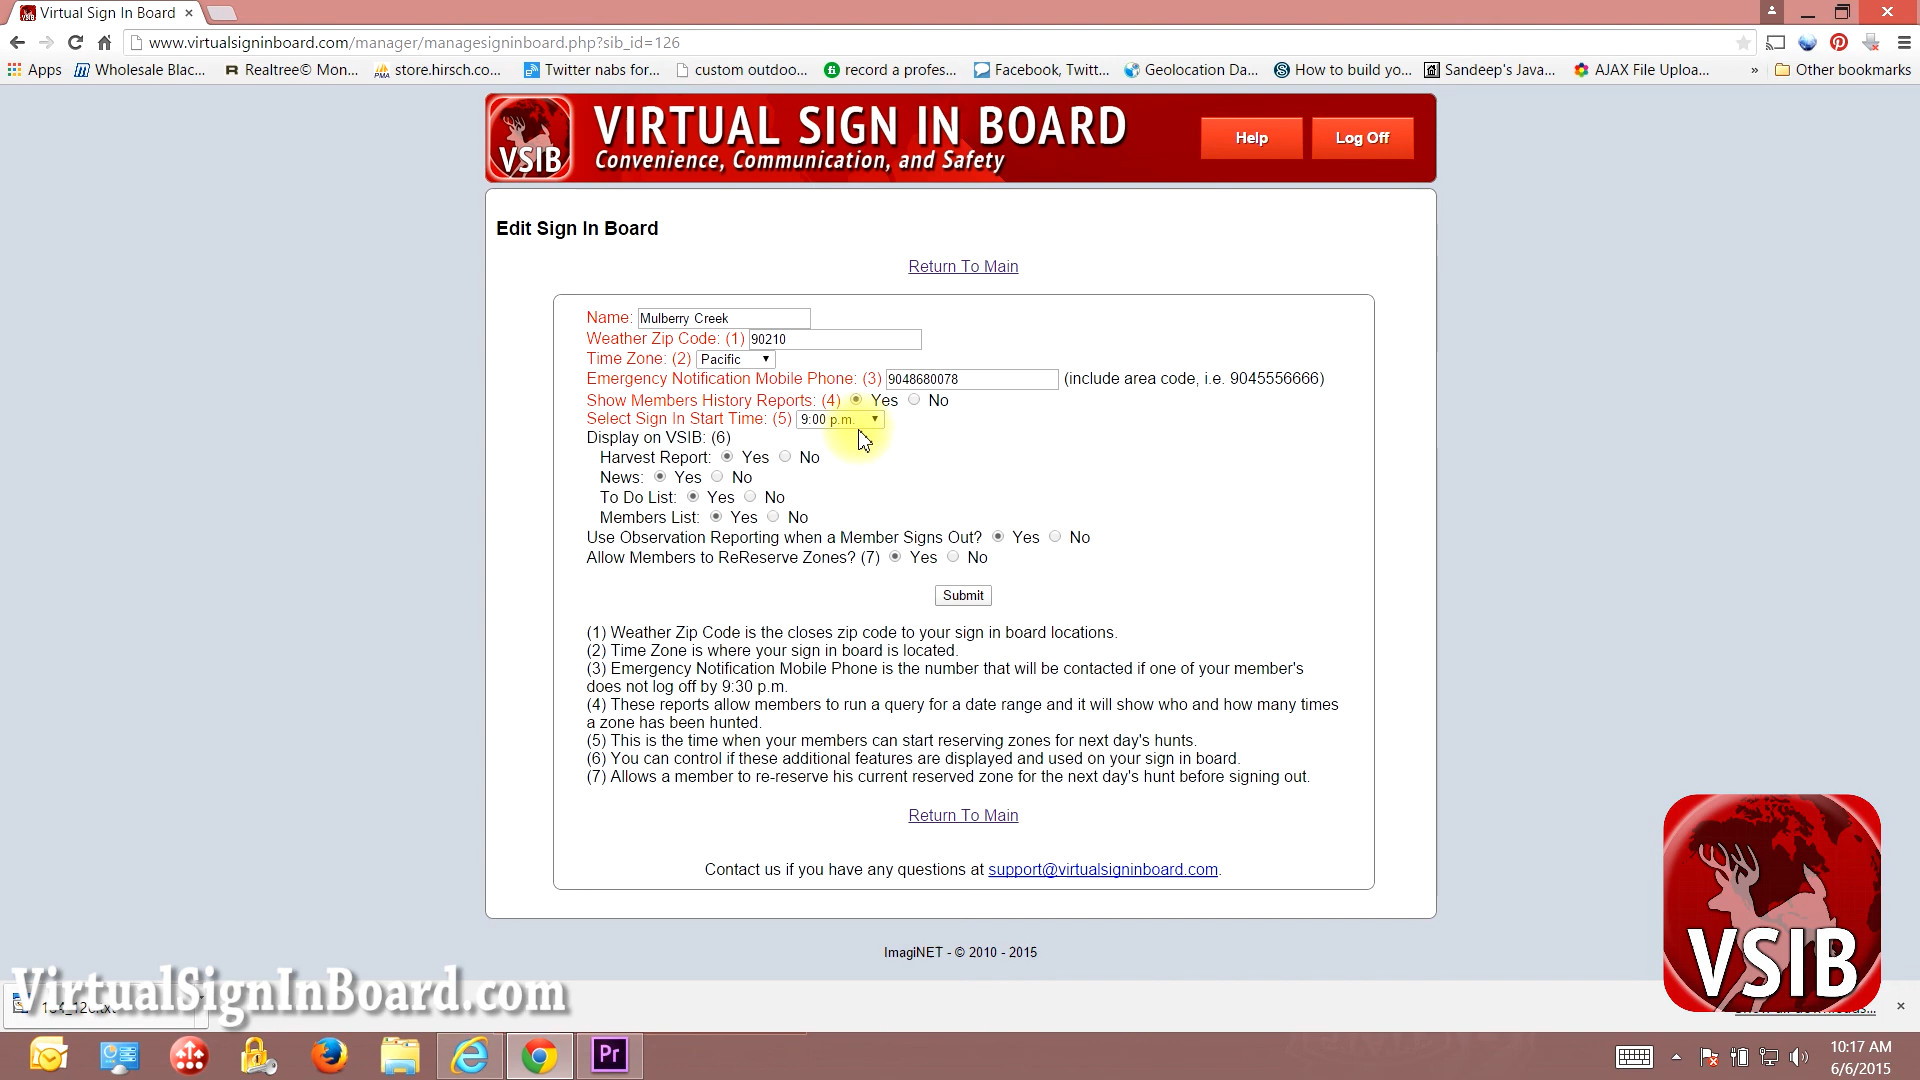 Virtual Sign In Board
www.virtualsigninboard.com/manager/managesigninboard.php?sib_id=126
Apps Wholesale Blac... Realtree© Mon... store.hirsch.co... Twitter nabs for... custom outdoo... record a profes... Facebook, Twitt... Geolocation Da... How to build yo... Sandeep's Java... AJAX File Uploa... » Other bookmarks
VSIB
VIRTUAL SIGN IN BOARD
Convenience, Communication, and Safety
Help Log Off
Edit Sign In Board
Return To Main
Name: Mulberry Creek
Weather Zip Code: (1) 90210
Time Zone: (2) Pacific
Emergency Notification Mobile Phone: (3) 9048680078 (include area code, i.e. 9045556666)
Show Members History Reports: (4) Yes No
Select Sign In Start Time: (5) 9:00 p.m.
Display on VSIB: (6)
Harvest Report: Yes No
News: Yes No
To Do List: Yes No
Members List: Yes No
Use Observation Reporting when a Member Signs Out? Yes No
Allow Members to ReReserve Zones? (7) Yes No
Submit
(1) Weather Zip Code is the closes zip code to your sign in board locations.
(2) Time Zone is where your sign in board is located.
(3) Emergency Notification Mobile Phone is the number that will be contacted if one of your member's
does not log off by 9:30 p.m.
(4) These reports allow members to run a query for a date range and it will show who and how many times
a zone has been hunted.
(5) This is the time when your members can start reserving zones for next day's hunts.
(6) You can control if these additional features are displayed and used on your sign in board.
(7) Allows a member to re-reserve his current reserved zone for the next day's hunt before signing out.
Return To Main
Contact us if you have any questions at support@virtualsigninboard.com.
ImagiNET - © 2010 - 2015
VirtualSignInBoard.com
VSIB
Pr
10:17 AM
6/6/2015